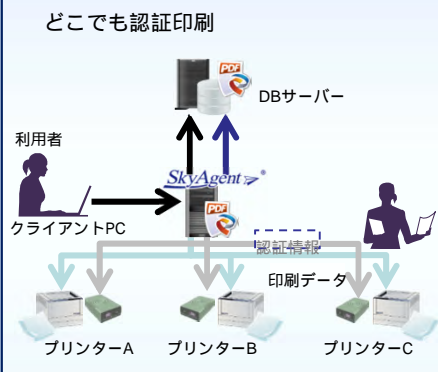 どこでも認証印刷
PDF
DBサーバー
利用者
SkyAgent
クライアントPC
PDF
認証情報
印刷データ
プリンターA
プリンターB
プリンターC